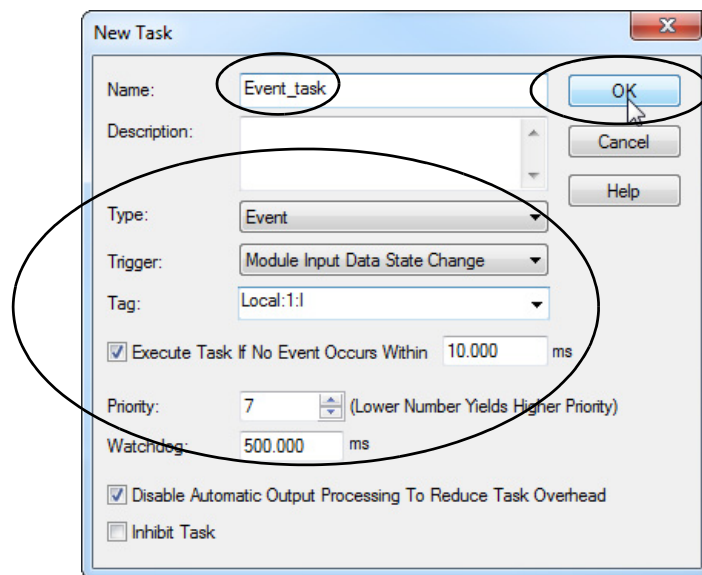 New Task
Name: Event_task OK
Description: Cancel
Help
Type: Event
Trigger: Module Input Data State Change
Tag: Local:1:I
Execute Task If No Event Occurs Within 10.000 ms
Priority: 7 (Lower Number Yields Higher Priority)
Watchdog: 500.000 ms
Disable Automatic Output Processing To Reduce Task Overhead
Inhibit Task